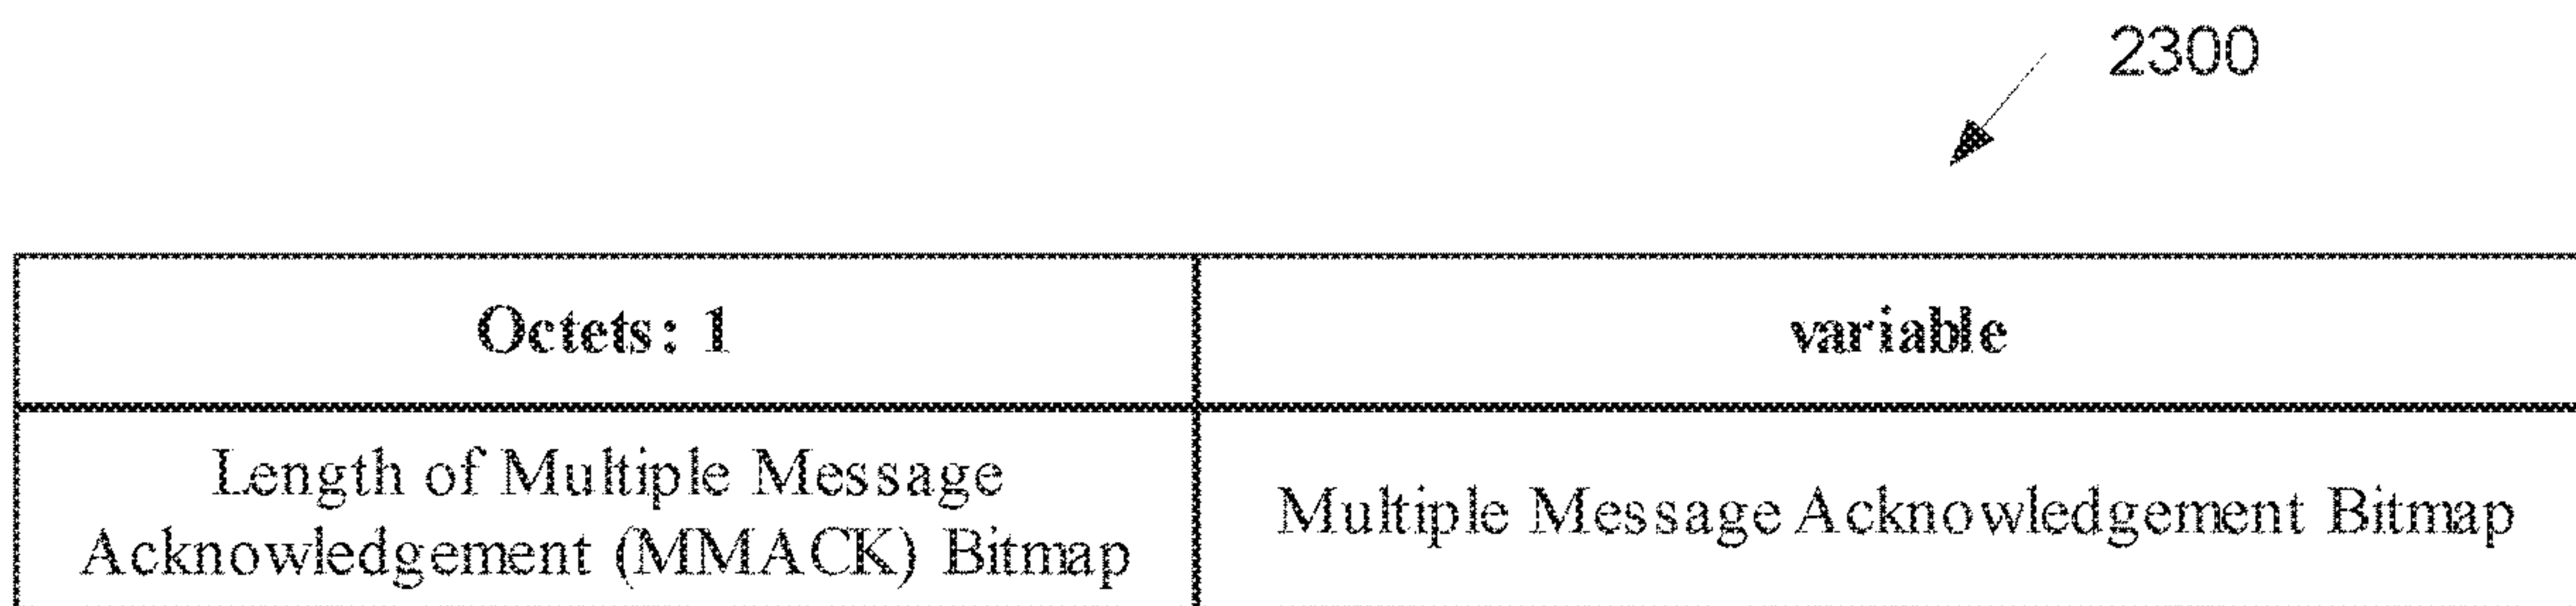 2300
Octets: 1
variable
Length of Multiple Message
Acknowledgement (MMACK) Bitmap
Multiple Message Acknowledgement Bitmap